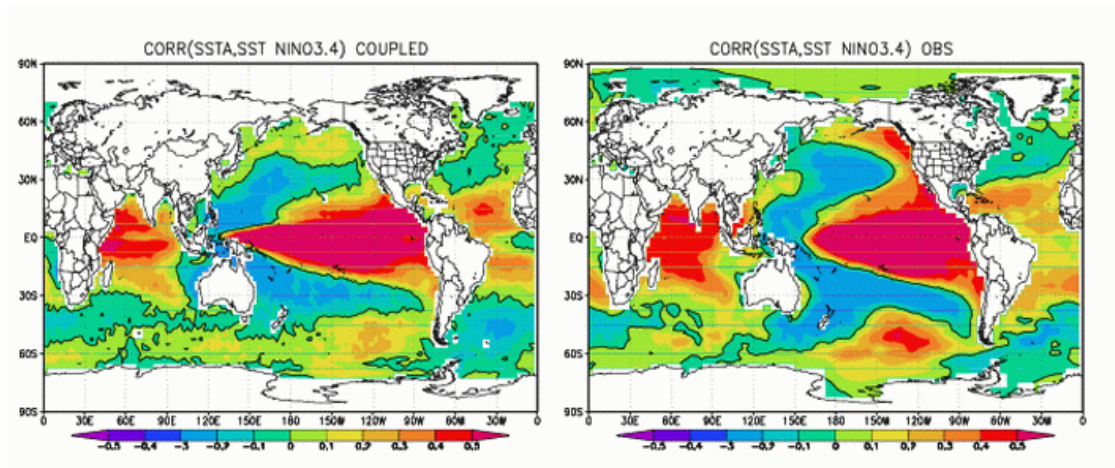 CORR(SSTA,SST NINO3.4) COUPLED
90N
60N
30N
EQ
30S
60S
90S
0 30E 60E 90E 120E 150E 180 150W 120W 90W 60W 30W 0
-0.5 -0.4 -.3 -0.2 -0.1 0 0.1 0.2 0.3 0.4 0.5
CORR(SSTA,SST NINO3.4) OBS
90N
60N
30N
EQ
30S
60S
90S
0 30E 60E 90E 120E 150E 180 150W 120W 90W 60W 30W 0
-0.5 -0.4 -.3 -0.2 -0.1 0 0.1 0.2 0.3 0.4 0.5